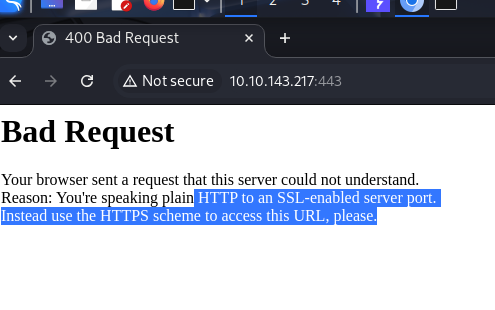 1 2 3 4
400 Bad Request
Not secure 10.10.143.217:443
Bad Request
Your browser sent a request that this server could not understand.
Reason: You're speaking plain HTTP to an SSL-enabled server port.
Instead use the HTTPS scheme to access this URL, please.